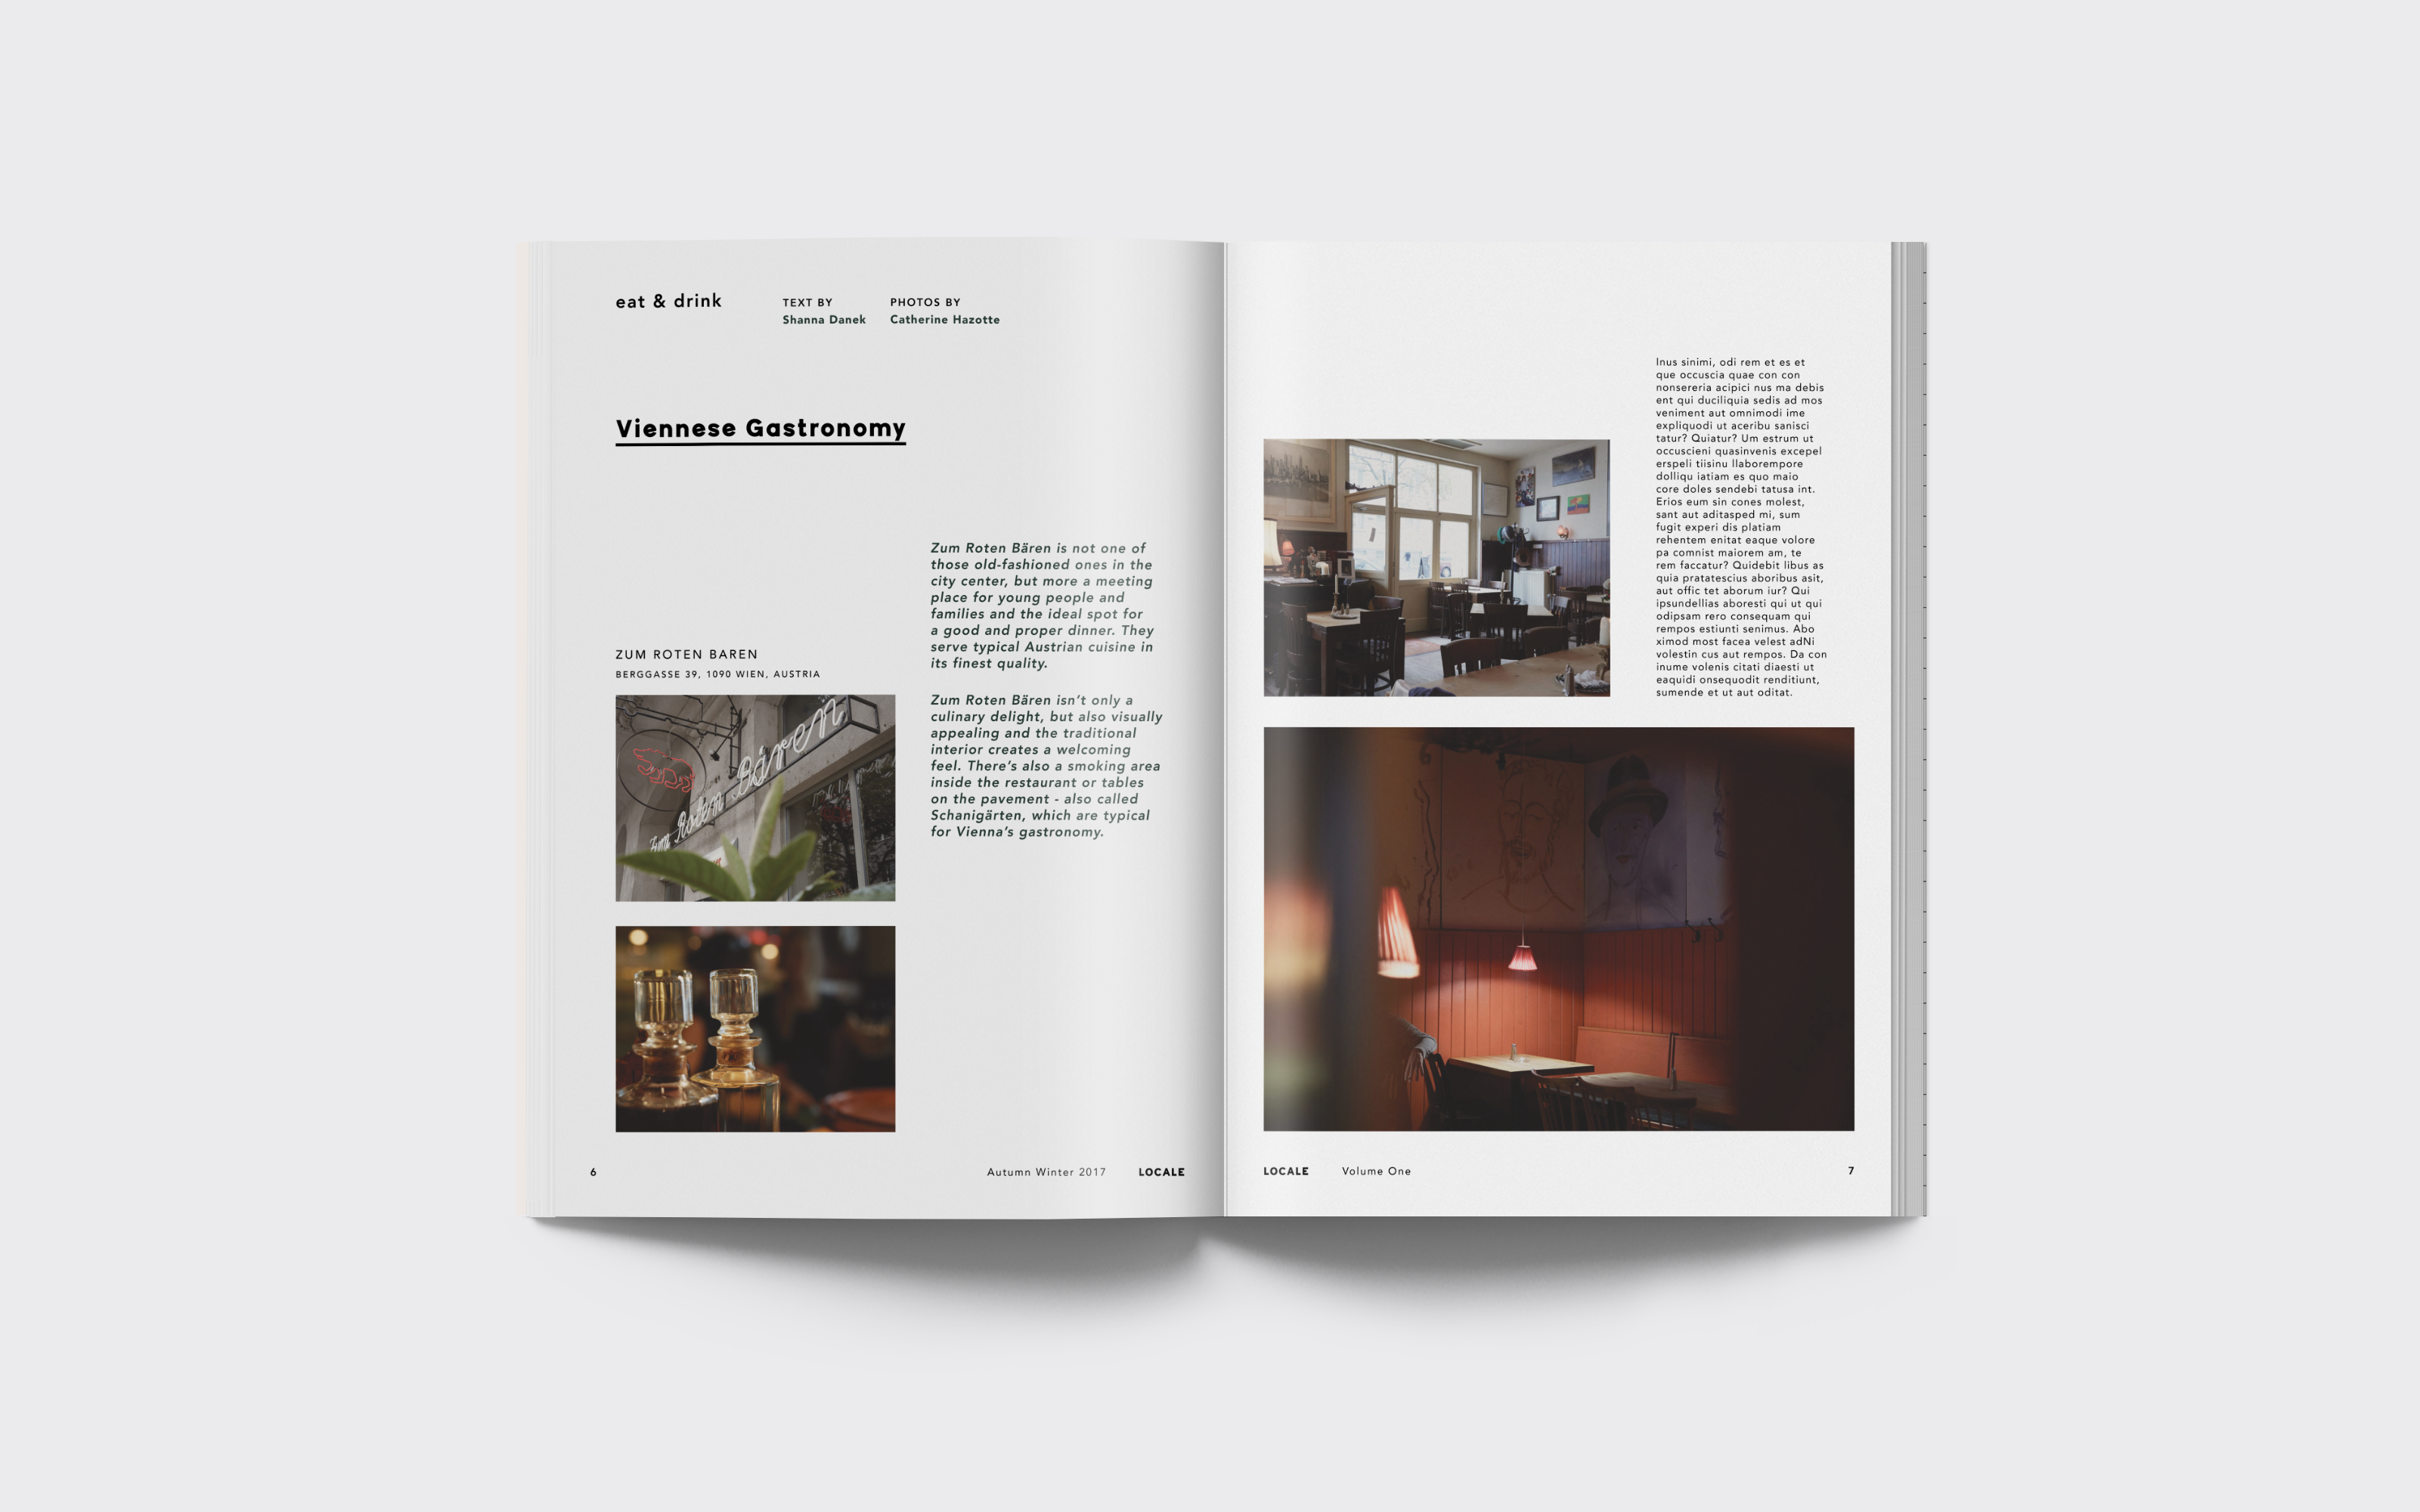 eat & drink
TEXT BY
Shanna Danek
PHOTOS BY
Catherine Hazotte
Viennese Gastronomy
Zum Roten Bären is not one of
those old-fashioned ones in the
city center, but more a meeting
place for young people and
families and the ideal spot for
a good and proper dinner. They
serve typical Austrian cuisine in
its finest quality.
Zum Roten Bären isn't only a
culinary delight, but also visually
appealing and the traditional
interior creates a welcoming
feel. There's also a smoking area
inside the restaurant or tables
on the pavement - also called
Schanigärten, which are typical
for Vienna's gastronomy.
ZUM ROTEN BAREN
BERGGASSE 39, 1090 WIEN, AUSTRIA
Zum Roten Bären
6
Autumn Winter 2017
LOCALE
Inus sinimi, odi rem et es et
que occuscia quae con con
nonsereria acipici nus ma debis
ent qui duciliquia sedis ad mos
veniment aut omnimodi ime
expliquodi ut aceribu sanisci
tatur? Quiatur? Um estrum ut
occuscieni quasinvenis excepel
erspeli tiisinu llaborempore
dolliqu iatiam es quo maio
core doles sendebi tatusa int.
Erios eum sin cones molest,
sant aut aditasped mi, sum
fugit experi dis platiam
rehentem enitat eaque volore
pa comnist maiorem am, te
rem faccatur? Quidebit libus as
quia pratatescius aboribus asit,
aut offic tet aborum iur? Qui
ipsundellias aboresti qui ut qui
odipsam rero consequam qui
rempos estiunti senimus. Abo
ximod most facea velest adNi
volestin cus aut rempos. Da con
inume volenis citati diaesti ut
eaquidi onsequodit renditiunt,
sumende et ut aut oditat.
LOCALE
Volume One
7